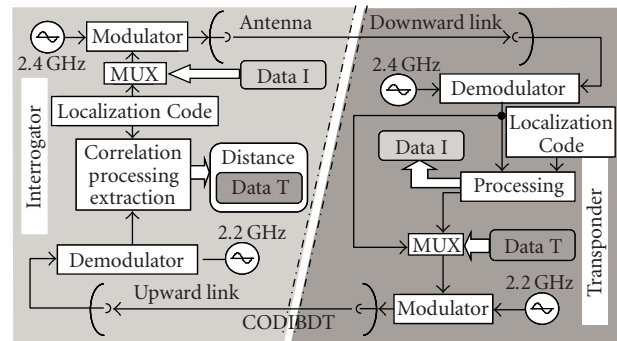 Antenna
Downward link
Modulator
2.4 GHz
MUX
Data I
2.4 GHz
Demodulator
Localization Code
Localization
Code
Interrogator
Correlation
processing
extraction
Distance
Data T
Data I
Processing
Transponder
2.2 GHz
Demodulator
MUX
Data T
2.2 GHz
Upward link
Modulator
CODIBDT